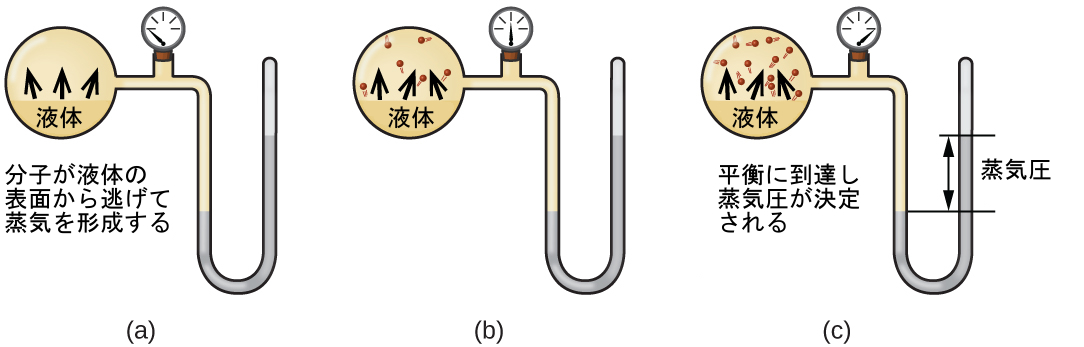 液体
分子が液体の
表面から逃げて
蒸気を形成する
(a)
液体
(b)
液体
平衡に到達し
蒸気圧が決定
される
蒸気圧
(c)